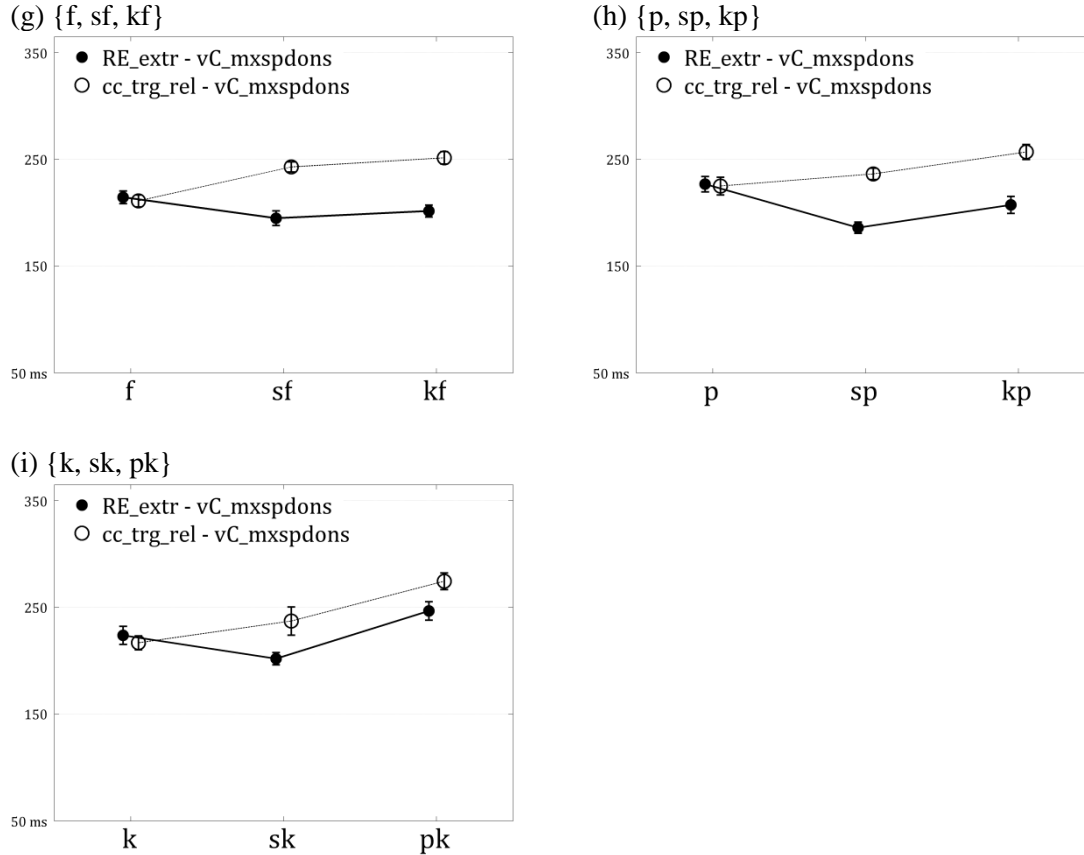 (g) {f, sf, kf}
350
RE_extr - vC_mxspdons
cc_trg_rel - vC_mxspdons
250
150
50 ms
f sf kf
(h) {p, sp, kp}
350
RE_extr - vC_mxspdons
cc_trg_rel - vC_mxspdons
250
150
50 ms
p sp kp
(i) {k, sk, pk}
350
RE_extr - vC_mxspdons
cc_trg_rel - vC_mxspdons
250
150
50 ms
k sk pk